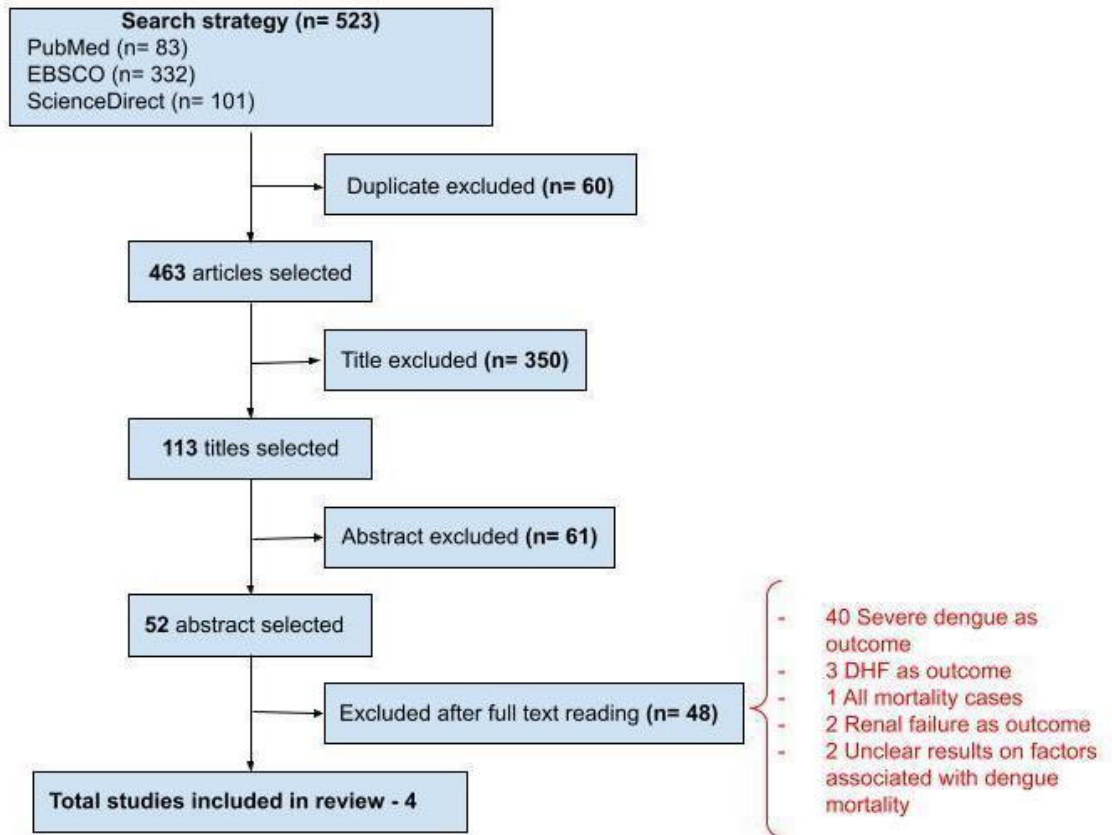 Search strategy (n= 523)
PubMed (n= 83)
EBSCO (n= 332)
ScienceDirect (n= 101)
Duplicate excluded (n= 60)
463 articles selected
Title excluded (n= 350)
113 titles selected
Abstract excluded (n= 61)
52 abstract selected
Excluded after full text reading (n= 48)
- 40 Severe dengue as
outcome
- 3 DHF as outcome
- 1 All mortality cases
- 2 Renal failure as outcome
- 2 Unclear results on factors
associated with dengue
mortality
Total studies included in review - 4